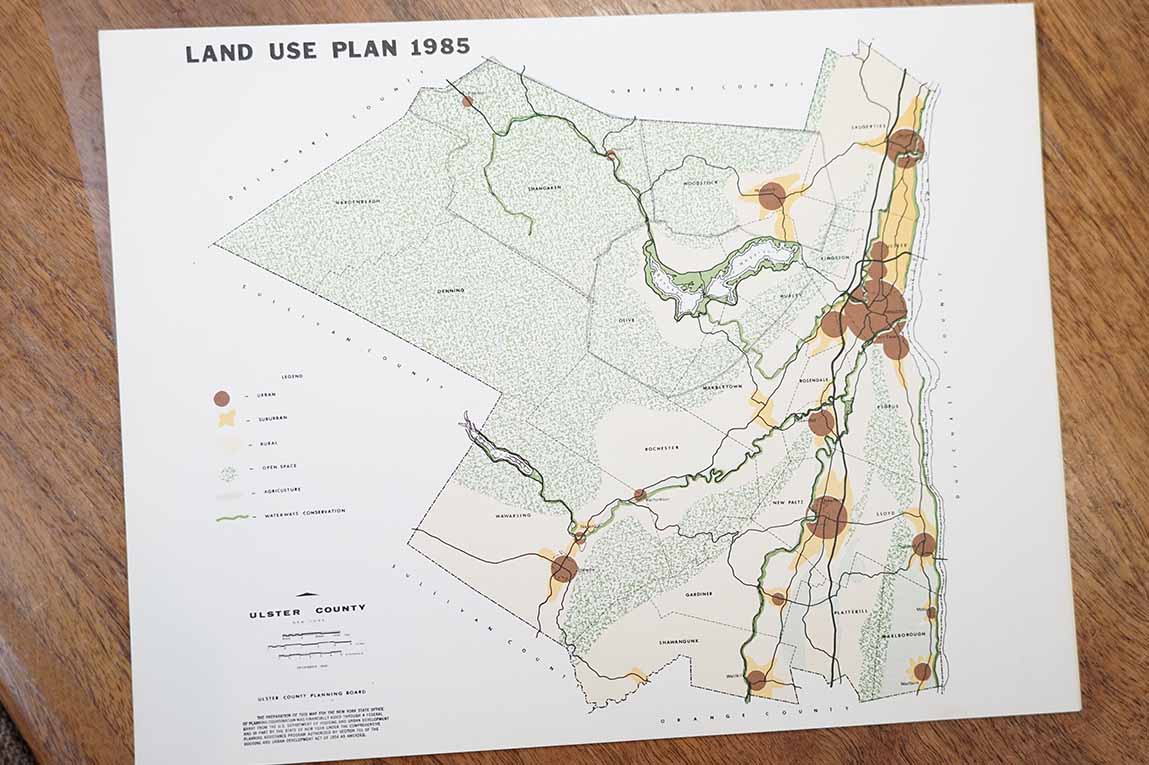 LAND USE PLAN 1985
DELAWARE COUNTY
GREENE COUNTY
SAUGERTIES
HARDENBERGH
SHANDAKEN
WOODSTOCK
KINGSTON
DENNING
HURLEY
OLIVE
SULLIVAN COUNTY
MARBLETOWN
ROSENDALE
ESOPUS
ROCHESTER
DUTCHESS COUNTY
WAWARSING
NEW PALTZ
LLOYD
GARDINER
PLATTEKILL
SHAWANGUNK
MARLBOROUGH
SULLIVAN COUNTY
ORANGE COUNTY
LEGEND
- URBAN
- SUBURBAN
- RURAL
- OPEN SPACE
- AGRICULTURE
- WATERWAYS CONSERVATION
ULSTER COUNTY
NEW YORK
ULSTER COUNTY PLANNING BOARD
THE PREPARATION OF THIS MAP FOR THE NEW YORK STATE OFFICE
OF PLANNING COORDINATION WAS FINANCIALLY AIDED THROUGH A FEDERAL
GRANT FROM THE U.S. DEPARTMENT OF HOUSING AND URBAN DEVELOPMENT
AND IN PART BY THE STATE OF NEW YORK UNDER THE COMPREHENSIVE
PLANNING ASSISTANCE PROGRAM AUTHORIZED BY SECTION 701 OF THE
HOUSING AND URBAN DEVELOPMENT ACT OF 1954 AS AMENDED.